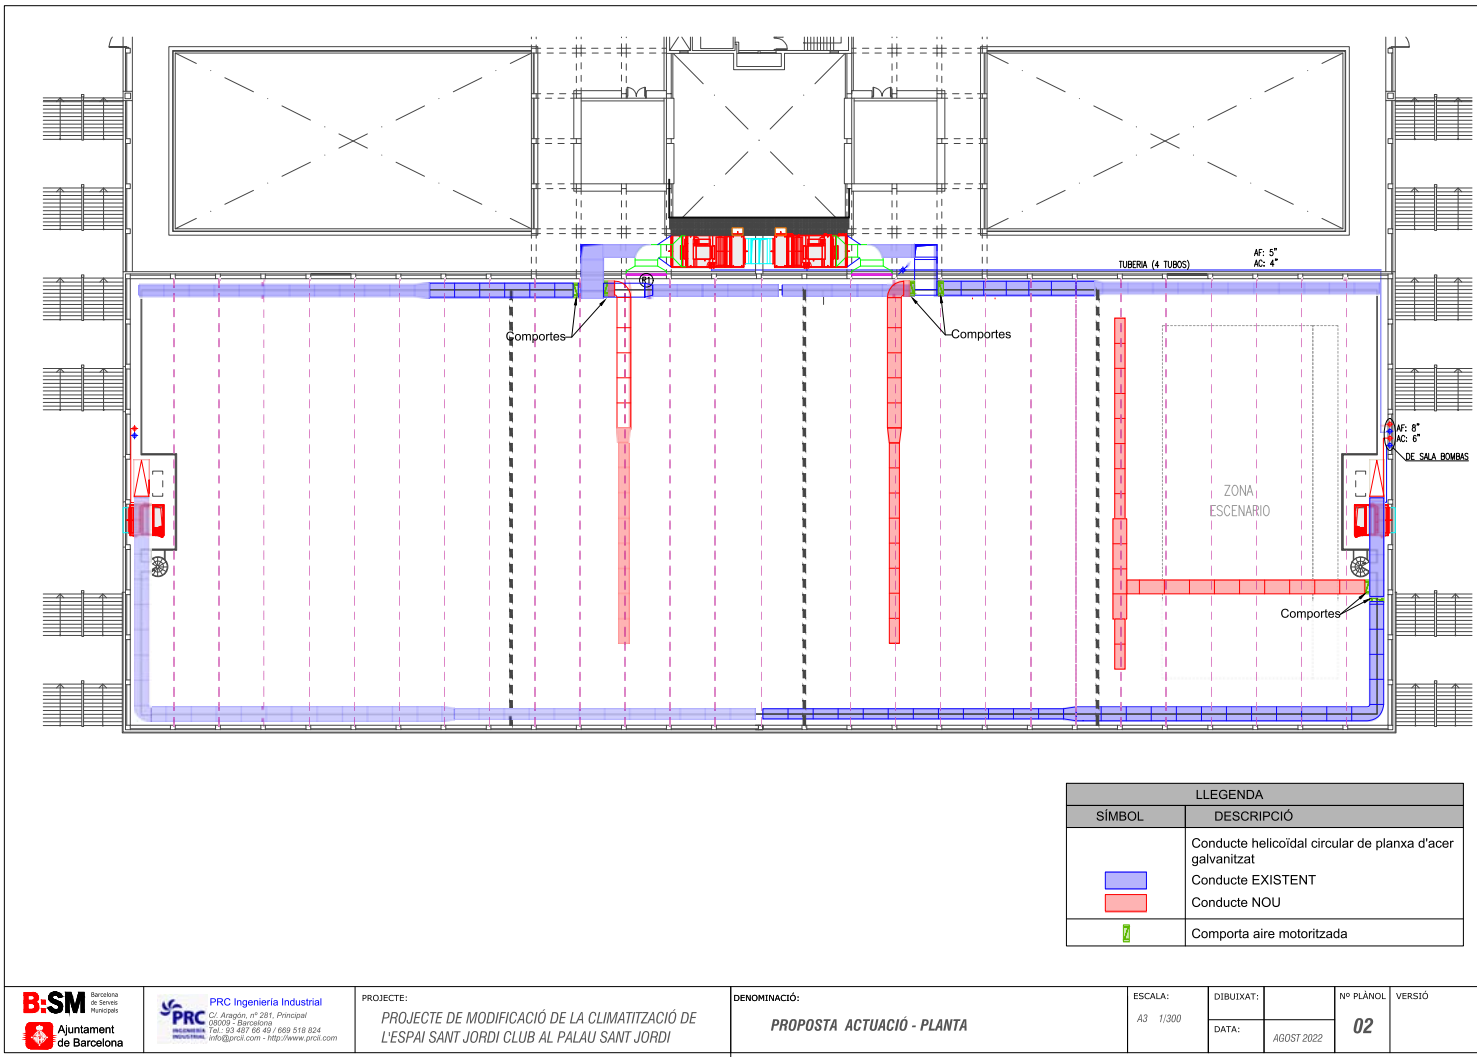 AF: 5"
AC: 4"
TUBERIA (4 TUBOS)
Comportes
Comportes
AF: 8"
AC: 6"
DE SALA BOMBAS
ZONA
ESCENARIO
Comportes
LLEGENDA
SÍMBOL
DESCRIPCIÓ
Conducte helicoïdal circular de planxa d'acer
galvanitzat
Conducte EXISTENT
Conducte NOU
Comporta aire motoritzada
B:SM
Barcelona
de Serveis
Municipals
Ajuntament
de Barcelona
PRC
INGENIERÍA
INDUSTRIAL
PRC Ingeniería Industrial
C/. Aragón, nº 281, Principal
08009 - Barcelona
Tel.: 93 487 66 49 / 669 518 824
info@prcii.com - http://www.prcii.com
PROJECTE:
PROJECTE DE MODIFICACIÓ DE LA CLIMATITZACIÓ DE
L'ESPAI SANT JORDI CLUB AL PALAU SANT JORDI
DENOMINACIÓ:
PROPOSTA ACTUACIÓ - PLANTA
ESCALA:
A3 1/300
DIBUIXAT:
DATA:
AGOST 2022
Nº PLÀNOL
02
VERSIÓ